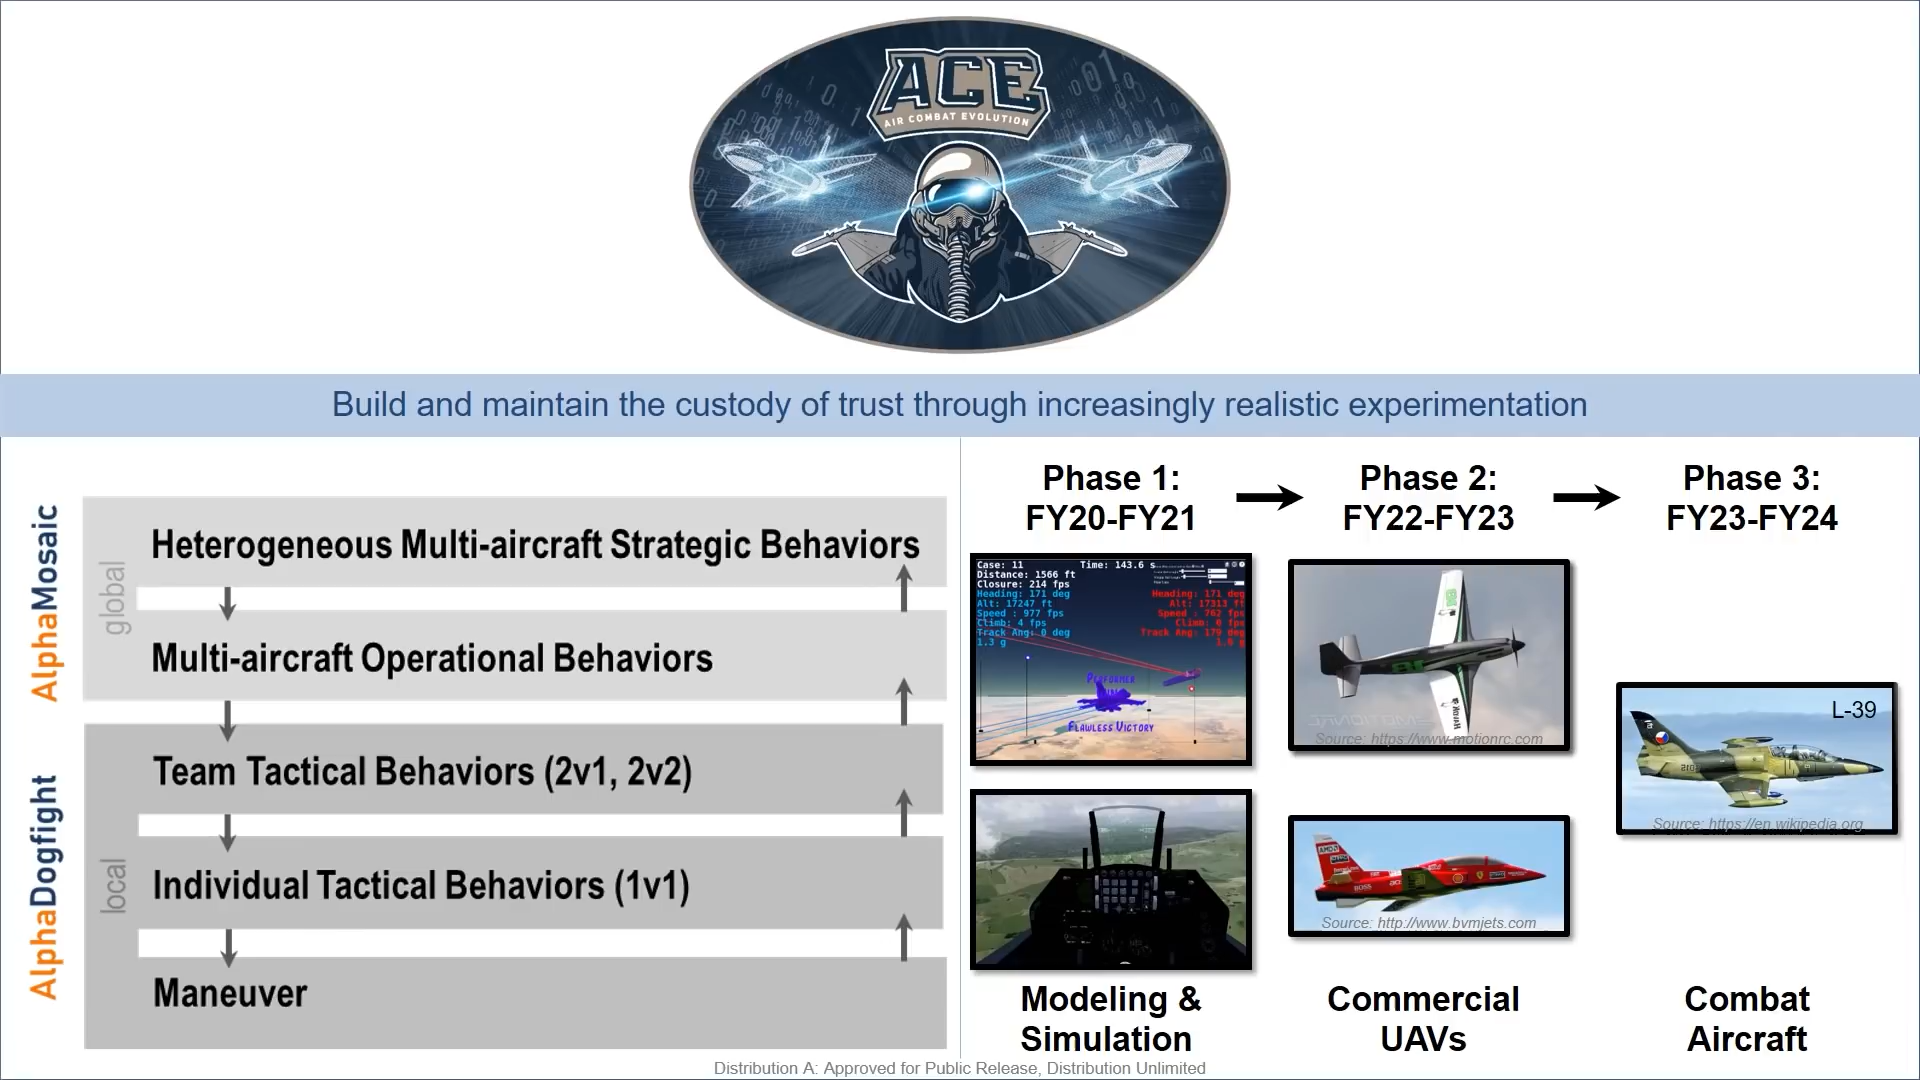 ACE
AIR COMBAT EVOLUTION
Build and maintain the custody of trust through increasingly realistic experimentation
AlphaMosaic
global
Heterogeneous Multi-aircraft Strategic Behaviors
Multi-aircraft Operational Behaviors
AlphaDogfight
local
Team Tactical Behaviors (2v1, 2v2)
Individual Tactical Behaviors (1v1)
Maneuver
Phase 1:
FY20-FY21
Case: 11
Time: 143.6 s
Distance: 1566 ft
Closure: 214 fps
Heading: 171 deg
Alt: 17247 ft
Speed : 977 fps
Climb: 4 fps
Track Ang: 0 deg
1.3 g
Heading: 171 deg
Alt: 17313 ft
Speed : 762 fps
Track Ang: 179 deg
PERFORMER
FLAWLESS VICTORY
Modeling &
Simulation
Phase 2:
FY22-FY23
Source: https://www.motionrc.com
Source: http://www.bvmjets.com
Commercial
UAVs
Phase 3:
FY23-FY24
L-39
Source: https://en.wikipedia.org
Combat
Aircraft
Distribution A: Approved for Public Release, Distribution Unlimited